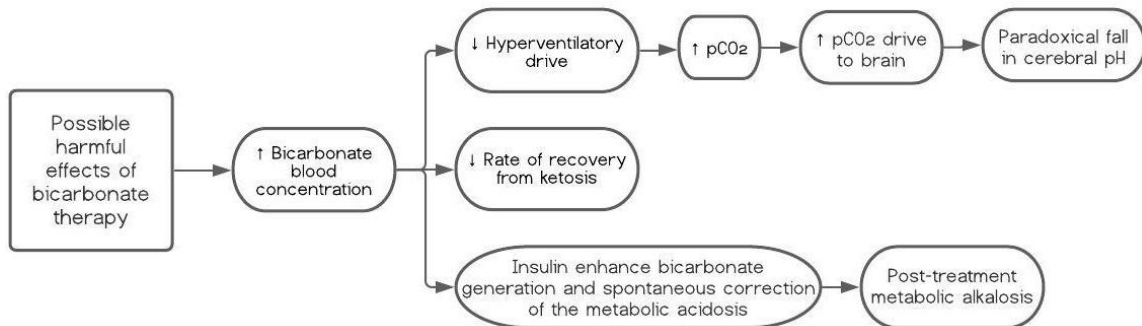 Possible
harmful
effects of
bicarbonate
therapy
↑ Bicarbonate
blood
concentration
↓ Hyperventilatory
drive
↑ pCO₂
↑ pCO₂ drive
to brain
Paradoxical fall
in cerebral pH
↓ Rate of recovery
from ketosis
Insulin enhance bicarbonate
generation and spontaneous correction
of the metabolic acidosis
Post-treatment
metabolic alkalosis